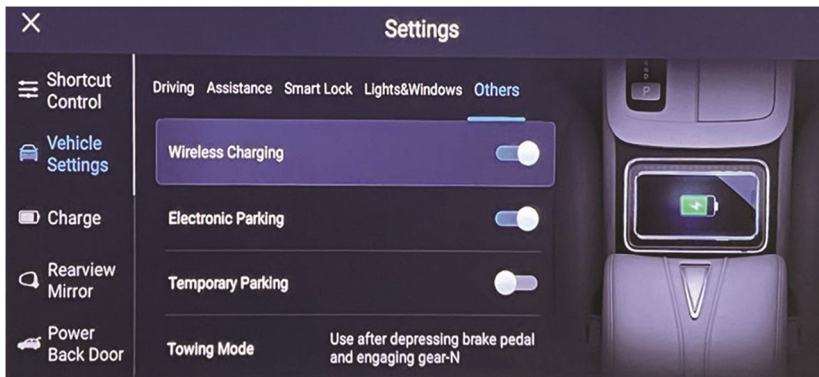 Settings
Shortcut
Control
Vehicle
Settings
Charge
Rearview
Mirror
Power
Back Door
Driving Assistance Smart Lock Lights&Windows Others
Wireless Charging
Electronic Parking
Temporary Parking
Towing Mode
Use after depressing brake pedal
and engaging gear-N
P